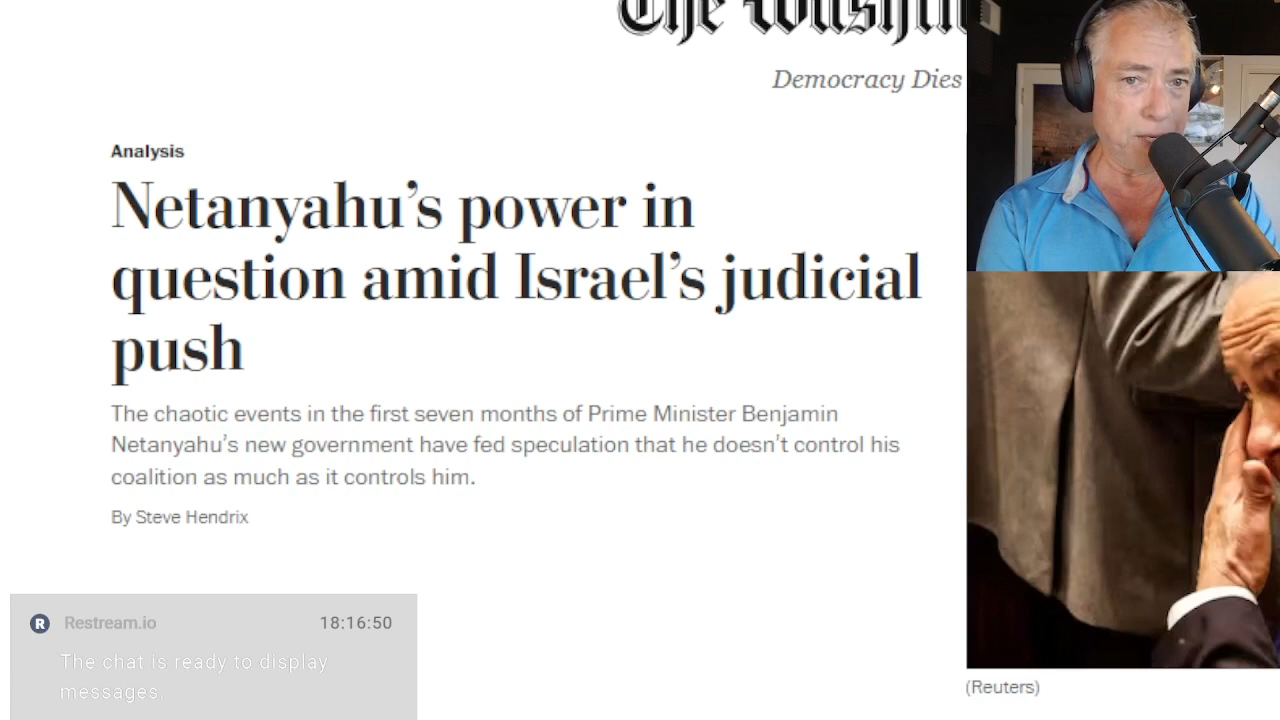 The Washin
Democracy Dies
Analysis
Netanyahu’s power in
question amid Israel’s judicial
push
The chaotic events in the first seven months of Prime Minister Benjamin
Netanyahu’s new government have fed speculation that he doesn’t control his
coalition as much as it controls him.
By Steve Hendrix
(Reuters)
R Restream.io 18:16:50
The chat is ready to display
messages.